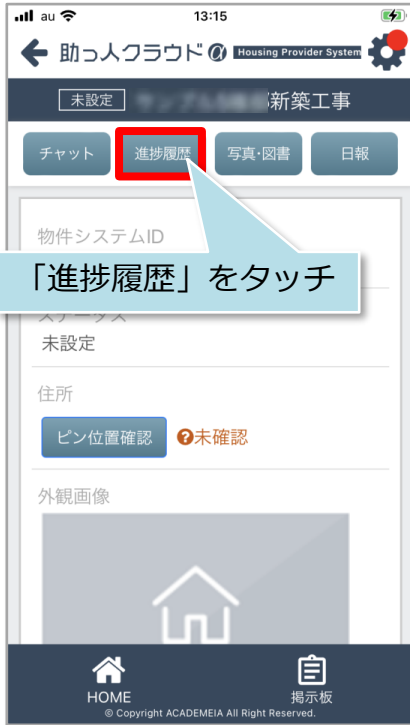 au 13:15
助っ人クラウドα Housing Provider System
未設定 新築工事
チャット 進捗履歴 写真・図書 日報
物件システムID
「進捗履歴」をタッチ
ステータス
未設定
住所
ピン位置確認 ?未確認
外観画像
HOME 掲示板
© Copyright ACADEMEIA All Right Reserved.